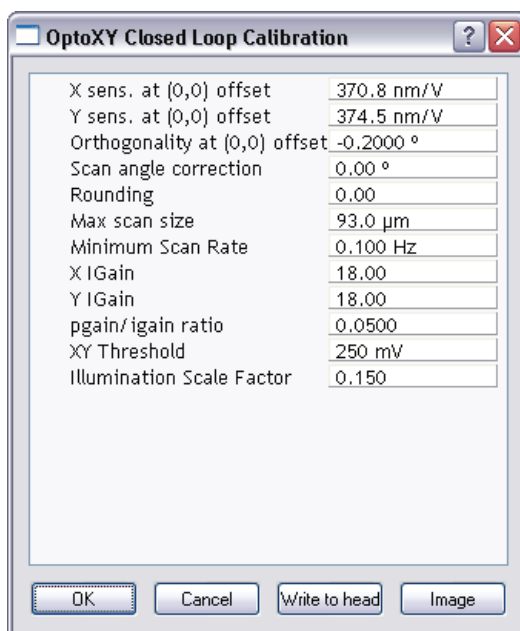 OptoXY Closed Loop Calibration ?
X sens. at (0,0) offset 370.8 nm/V
Y sens. at (0,0) offset 374.5 nm/V
Orthogonality at (0,0) offset -0.2000 º
Scan angle correction 0.00 º
Rounding 0.00
Max scan size 93.0 µm
Minimum Scan Rate 0.100 Hz
X IGain 18.00
Y IGain 18.00
pgain/igain ratio 0.0500
XY Threshold 250 mV
Illumination Scale Factor 0.150
OK Cancel Write to head Image